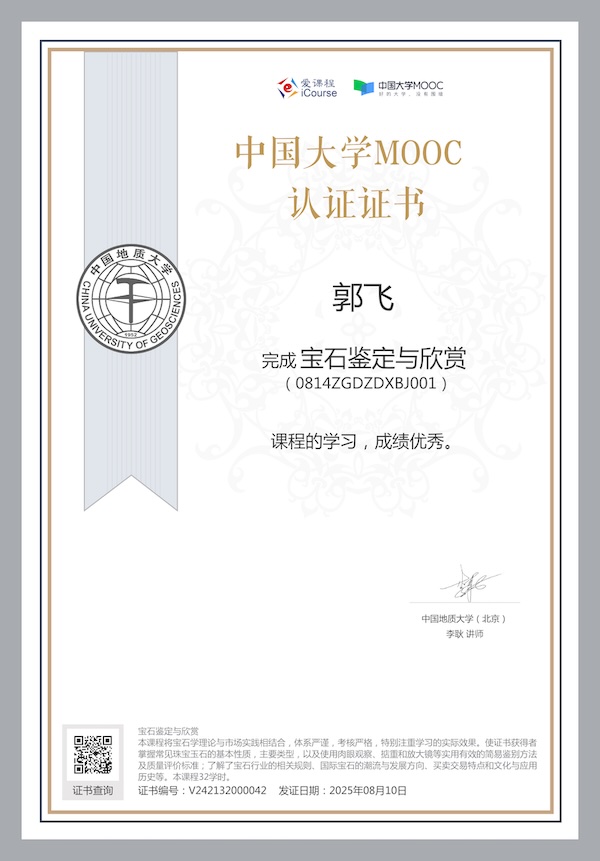 爱课程
iCourse
中国大学MOOC
好的大学，没有围墙
中国大学MOOC
认证证书
中国地质大学
CHINA UNIVERSITY OF GEOSCIENCES
1952
郭飞
完成 宝石鉴定与欣赏
（0814ZGDZDXBJ001）
课程的学习，成绩优秀。
中国地质大学（北京）
李耿 讲师
宝石鉴定与欣赏
本课程将宝石学理论与市场实践相结合，体系严谨，考核严格，特别注重学习的实际效果。使证书获得者
掌握常见珠宝玉石的基本性质，主要类型，以及使用肉眼观察、掂重和放大镜等实用有效的简易鉴别方法
及质量评价标准；了解了宝石行业的相关规则、国际宝石的潮流与发展方向、买卖交易特点和文化与应用
历史等。本课程32学时。
证书查询
证书编号：V242132000042 发证日期：2025年08月10日